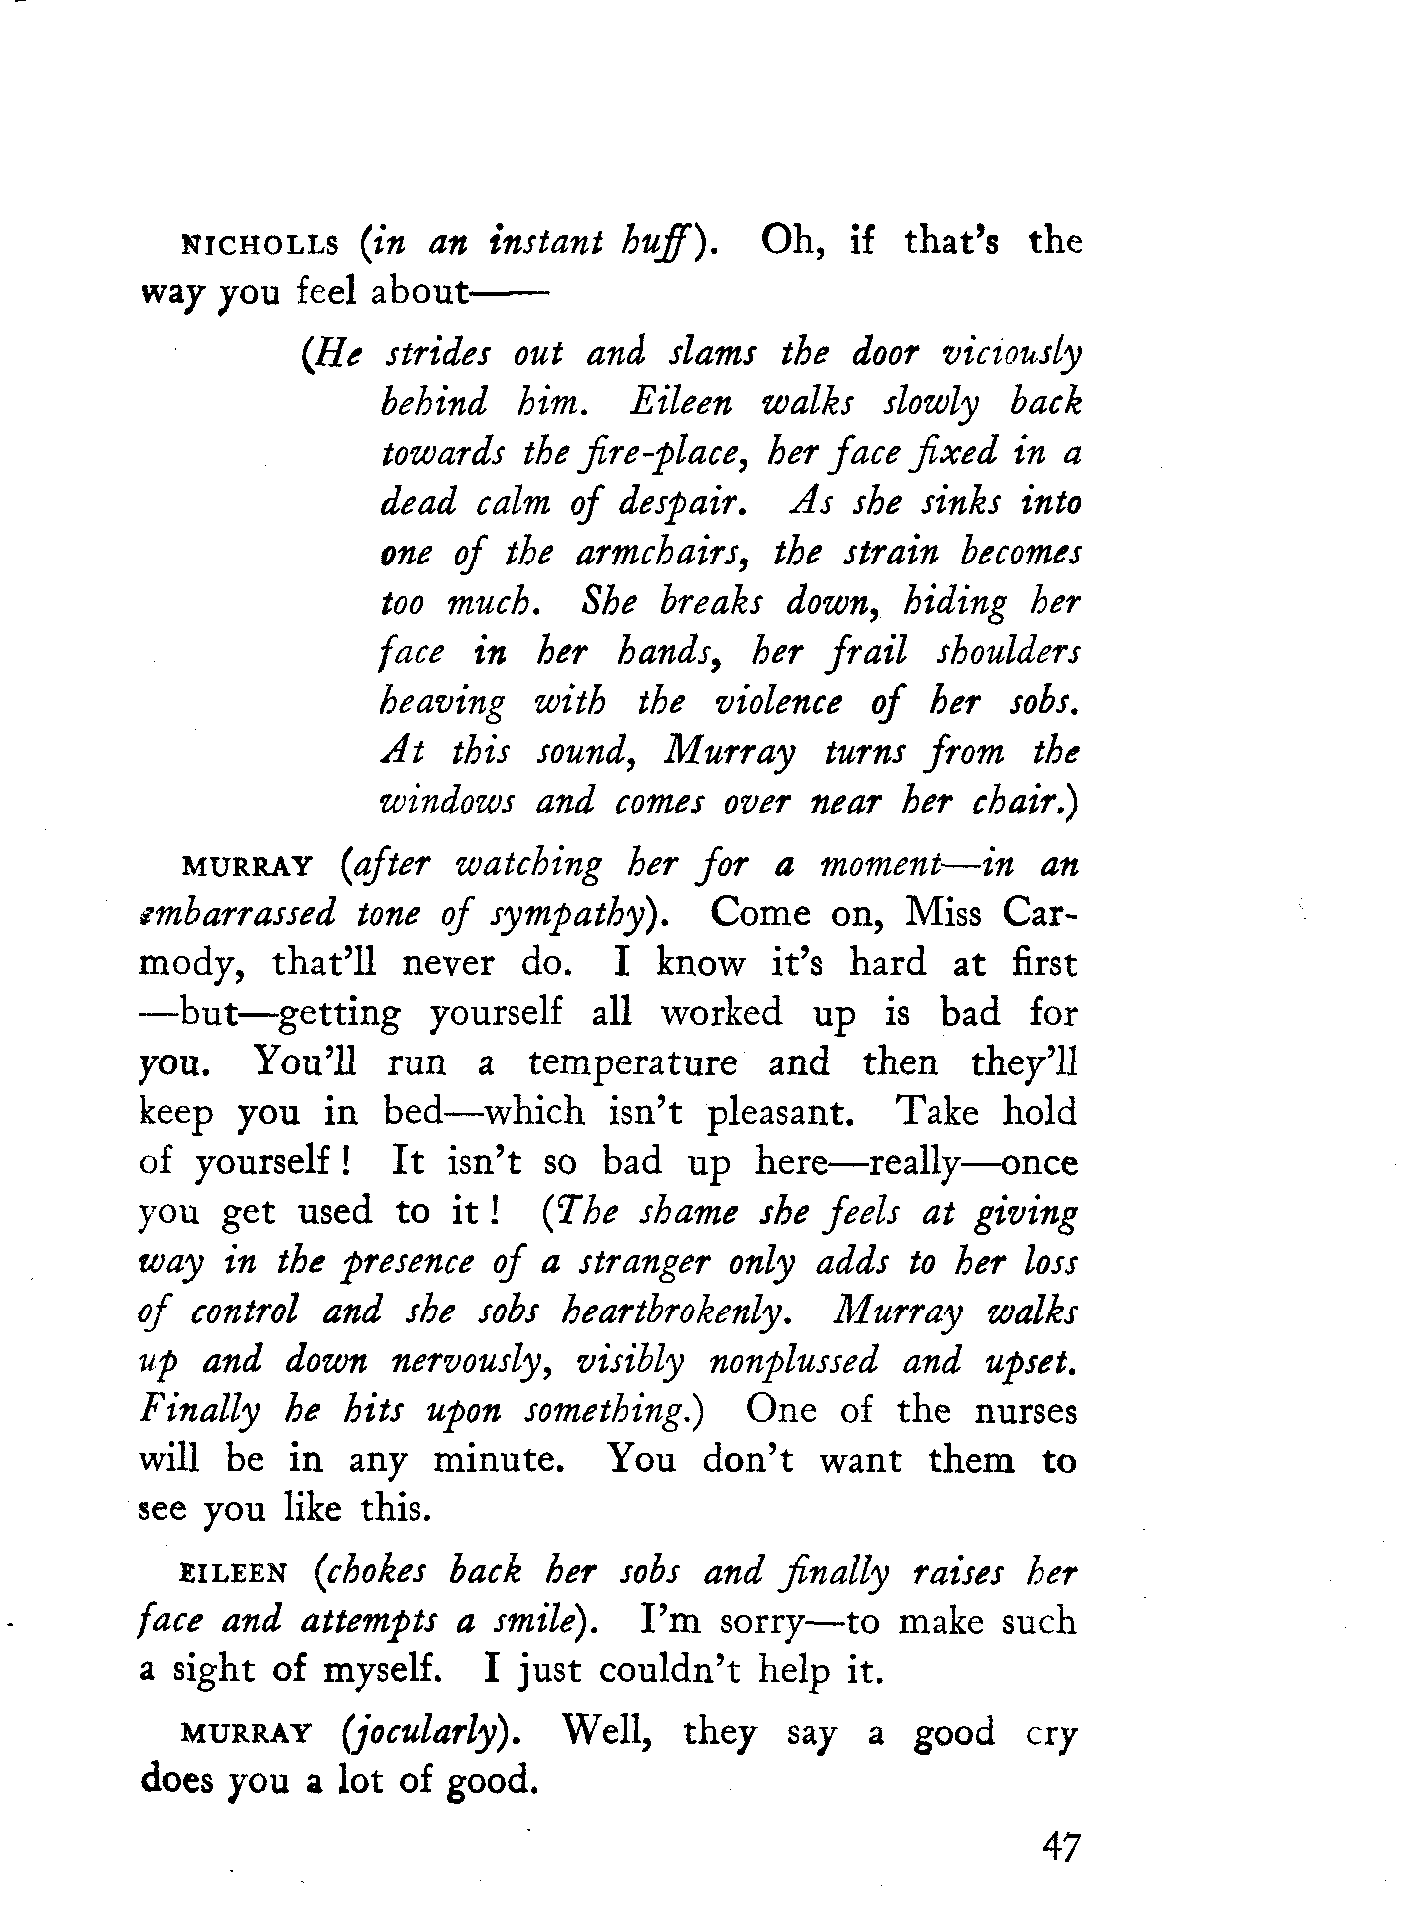 NICHOLLS (in an instant huff). Oh, if that's the
way you feel about——
(He strides out and slams the door viciously
behind him. Eileen walks slowly back
towards the fire-place, her face fixed in a
dead calm of despair. As she sinks into
one of the armchairs, the strain becomes
too much. She breaks down, hiding her
face in her hands, her frail shoulders
heaving with the violence of her sobs.
At this sound, Murray turns from the
windows and comes over near her chair.)
MURRAY (after watching her for a moment—in an
embarrassed tone of sympathy). Come on, Miss Car-
mody, that'll never do. I know it's hard at first
—but—getting yourself all worked up is bad for
you. You'll run a temperature and then they'll
keep you in bed—which isn't pleasant. Take hold
of yourself! It isn't so bad up here—really—once
you get used to it! (The shame she feels at giving
way in the presence of a stranger only adds to her loss
of control and she sobs heartbrokenly. Murray walks
up and down nervously, visibly nonplussed and upset.
Finally he hits upon something.) One of the nurses
will be in any minute. You don't want them to
see you like this.
EILEEN (chokes back her sobs and finally raises her
face and attempts a smile). I'm sorry—to make such
a sight of myself. I just couldn't help it.
MURRAY (jocularly). Well, they say a good cry
does you a lot of good.
47